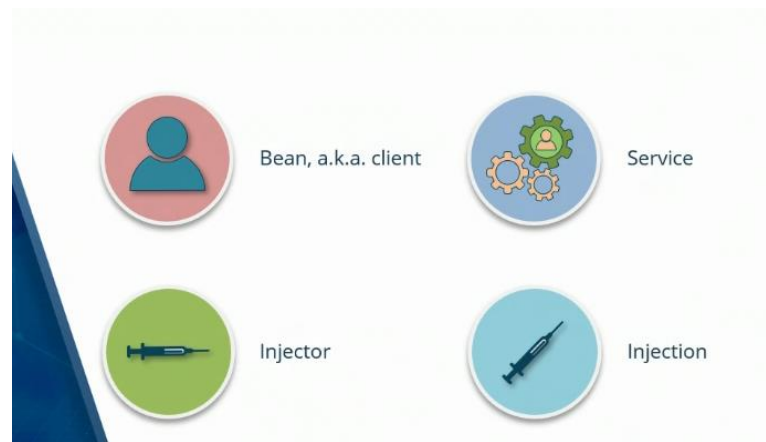 Bean, a.k.a. client
Service
Injector
Injection